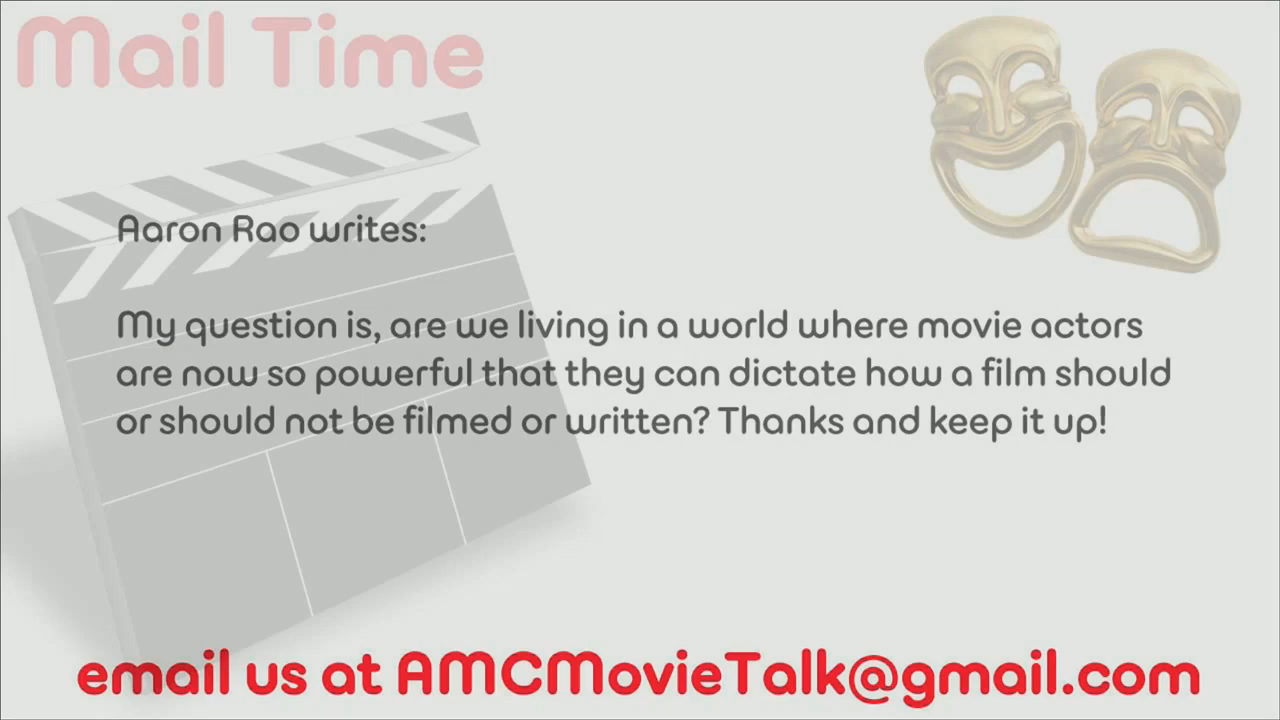 Mail Time
Aaron Rao writes:
My question is, are we living in a world where movie actors
are now so powerful that they can dictate how a film should
or should not be filmed or written? Thanks and keep it up!
email us at AMCMovieTalk@gmail.com